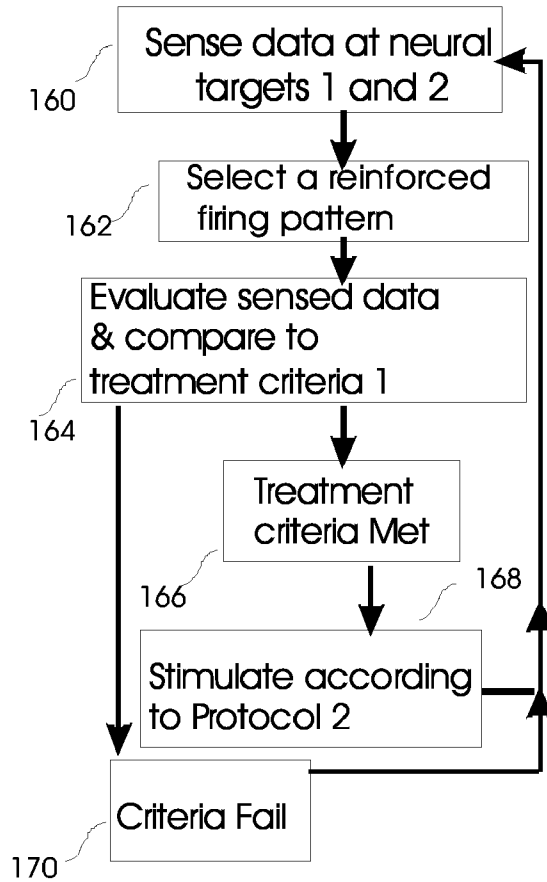 Sense data at neural
targets 1 and 2
160
Select a reinforced
firing pattern
162
Evaluate sensed data
& compare to
treatment criteria 1
164
Treatment
criteria Met
166
168
Stimulate according
to Protocol 2
Criteria Fail
170